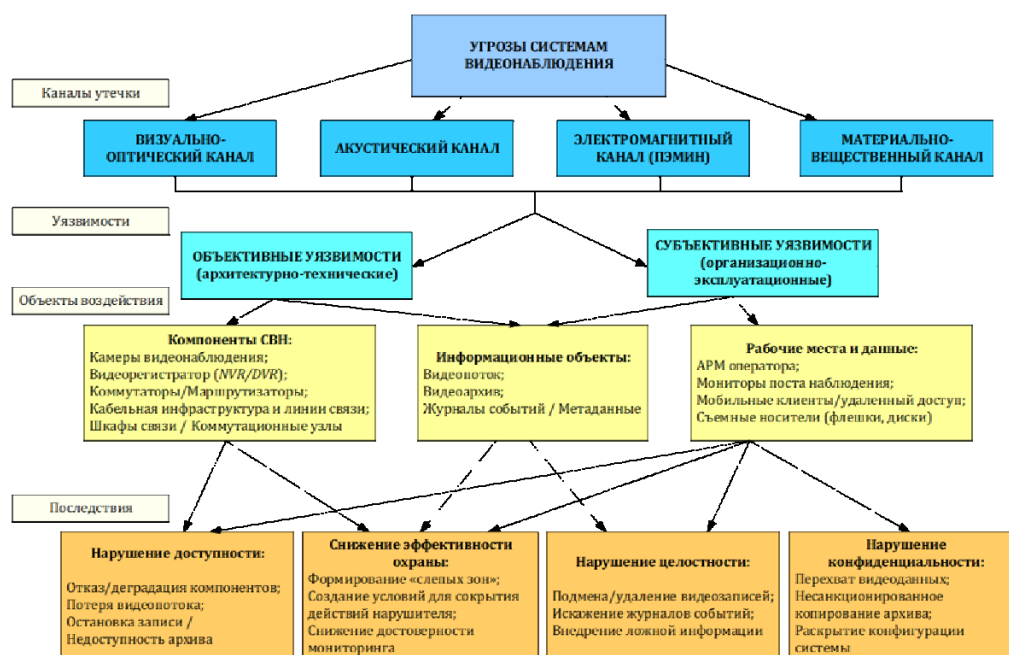 УГРОЗЫ СИСТЕМАМ
ВИДЕОНАБЛЮДЕНИЯ
Каналы утечки
ВИЗУАЛЬНО-
ОПТИЧЕСКИЙ КАНАЛ
АКУСТИЧЕСКИЙ КАНАЛ
ЭЛЕКТРОМАГНИТНЫЙ
КАНАЛ (ПЭМИН)
МАТЕРИАЛЬНО-
ВЕЩЕСТВЕННЫЙ КАНАЛ
Уязвимости
ОБЪЕКТИВНЫЕ УЯЗВИМОСТИ
(архитектурно-технические)
СУБЪЕКТИВНЫЕ УЯЗВИМОСТИ
(организационно-
эксплуатационные)
Объекты воздействия
Компоненты СВН:
Камеры видеонаблюдения;
Видеорегистратор (NVR/DVR);
Коммутаторы/Маршрутизаторы;
Кабельная инфраструктура и линии связи;
Шкафы связи / Коммутационные узлы
Информационные объекты:
Видеопоток;
Видеоархив;
Журналы событий / Метаданные
Рабочие места и данные:
АРМ оператора;
Мониторы поста наблюдения;
Мобильные клиенты/удаленный доступ;
Съемные носители (флешки, диски)
Последствия
Нарушение доступности:
Отказ/деградация компонентов;
Потеря видеопотока;
Остановка записи /
Недоступность архива
Снижение эффективности
охраны:
Формирование «слепых зон»;
Создание условий для сокрытия
действий нарушителя;
Снижение достоверности
мониторинга
Нарушение целостности:
Подмена/удаление видеозаписей;
Искажение журналов событий;
Внедрение ложной информации
Нарушение
конфиденциальности:
Перехват видеоданных;
Несанкционированное
копирование архива;
Раскрытие конфигурации
системы